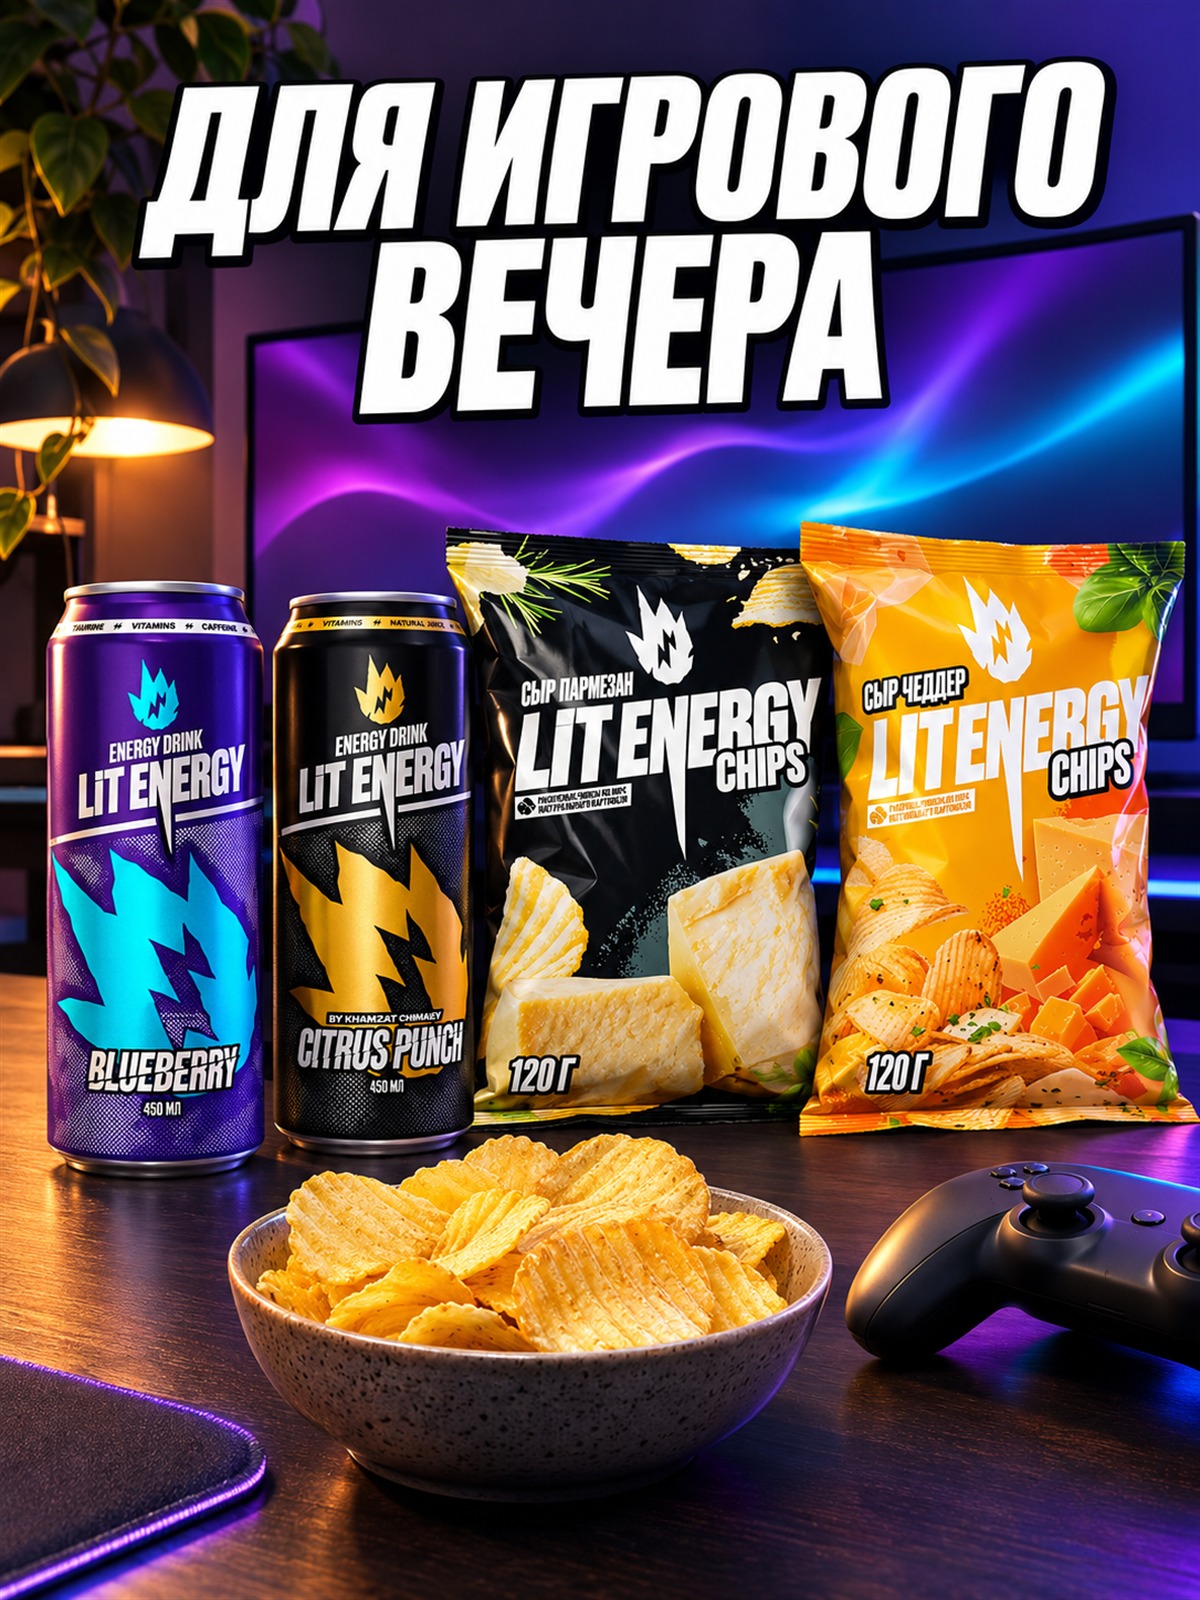 ДЛЯ ИГРОВОГО
ВЕЧЕРА
TAURINE VITAMINS CAFFEINE
ENERGY DRINK
LIT ENERGY
BLUEBERRY
450 МЛ
VITAMINS NATURAL JUICE
ENERGY DRINK
LIT ENERGY
BY KHAMZAT CHIMAEV
CITRUS PUNCH
450 МЛ
СЫР ПАРМЕЗАН
LIT ENERGY
CHIPS
120 Г
СЫР ЧЕДДЕР
LIT ENERGY
CHIPS
120 Г